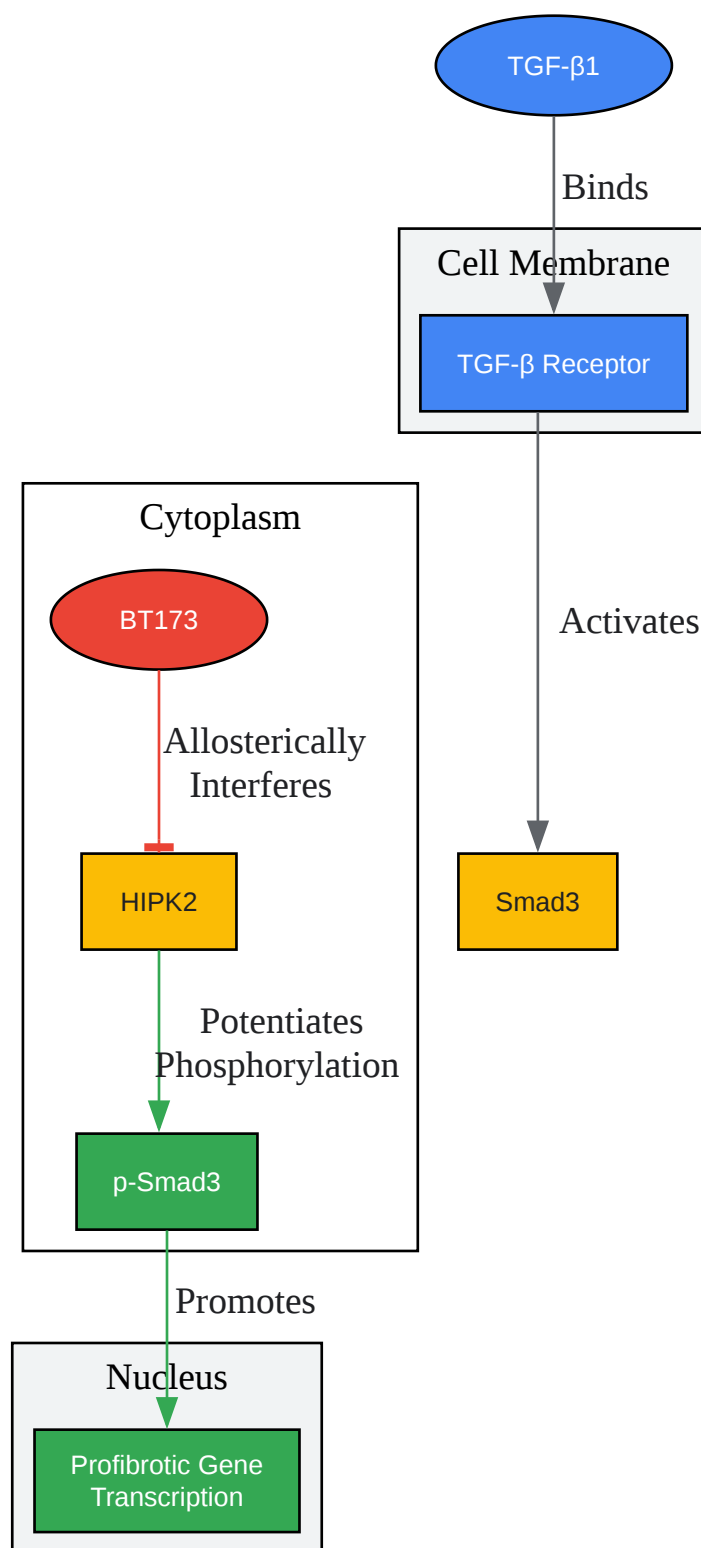 TGF-β1
Binds
Cell Membrane
TGF-β Receptor
Cytoplasm
BT173
Activates
Allosterically
Interferes
HIPK2
Smad3
Potentiates
Phosphorylation
p-Smad3
Promotes
Nucleus
Profibrotic Gene
Transcription